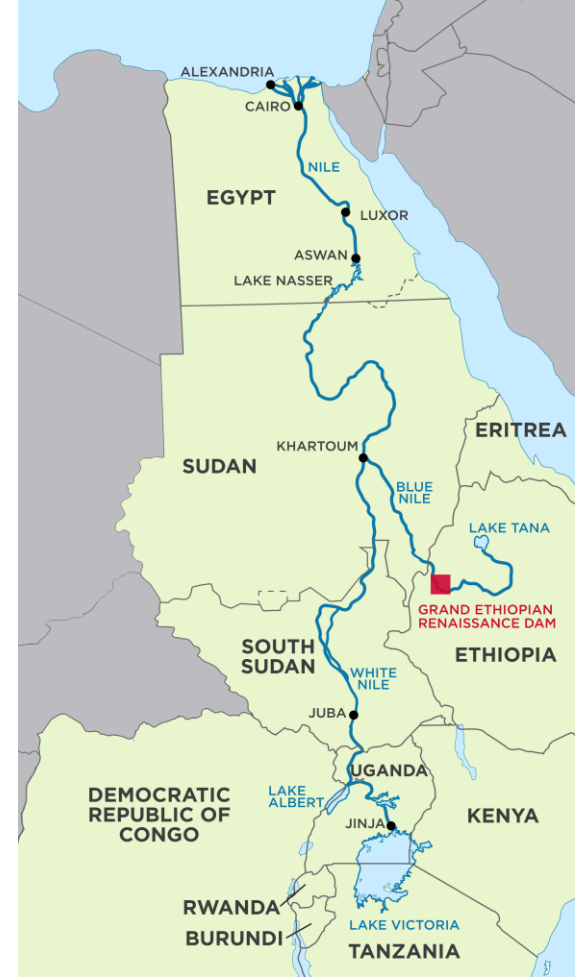 ALEXANDRIA
CAIRO
NILE
EGYPT
LUXOR
ASWAN
LAKE NASSER
ERITREA
KHARTOUM
SUDAN
BLUE
NILE
LAKE TANA
GRAND ETHIOPIAN
RENAISSANCE DAM
SOUTH
SUDAN
ETHIOPIA
WHITE
NILE
JUBA
UGANDA
LAKE
ALBERT
DEMOCRATIC
REPUBLIC OF
CONGO
KENYA
JINJA
RWANDA
LAKE VICTORIA
BURUNDI
TANZANIA